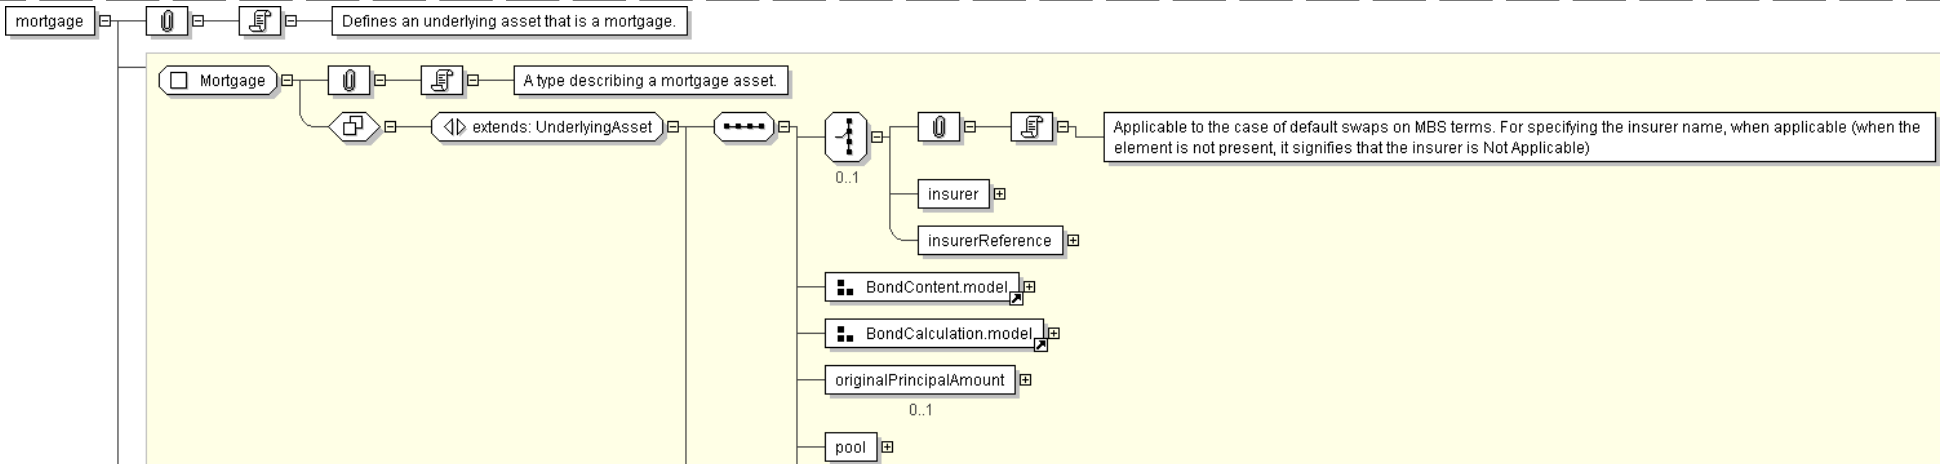 mortgage
Defines an underlying asset that is a mortgage.
Mortgage
A type describing a mortgage asset.
extends: UnderlyingAsset
Applicable to the case of default swaps on MBS terms. For specifying the insurer name, when applicable (when the
element is not present, it signifies that the insurer is Not Applicable)
0..1
insurer
insurerReference
BondContent.model
BondCalculation.model
originalPrincipalAmount
0..1
pool